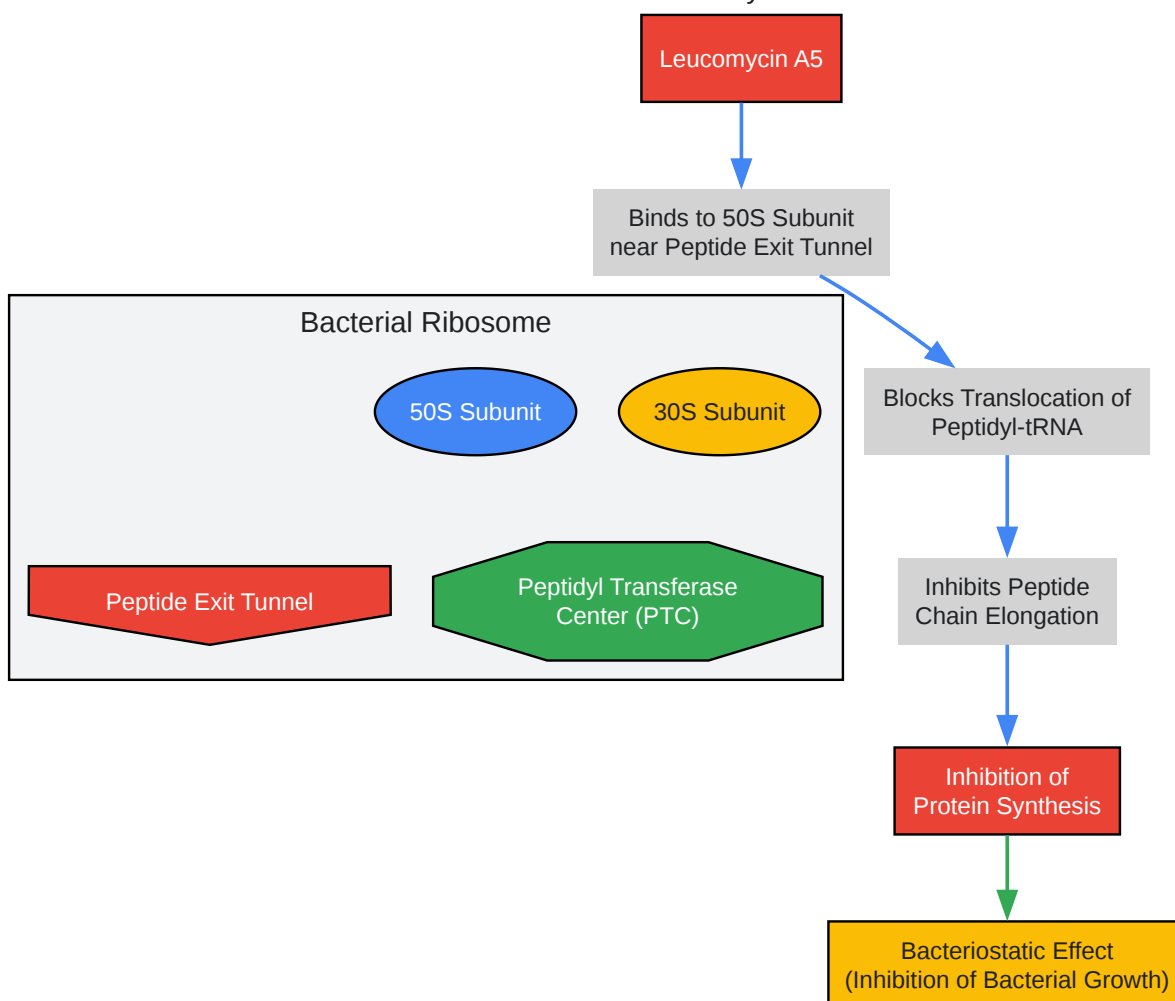 Leucomycin A5
Binds to 50S Subunit
near Peptide Exit Tunnel
Bacterial Ribosome
50S Subunit
30S Subunit
Blocks Translocation of
Peptidyl-tRNA
Peptide Exit Tunnel
Peptidyl Transferase
Center (PTC)
Inhibits Peptide
Chain Elongation
Inhibition of
Protein Synthesis
Bacteriostatic Effect
(Inhibition of Bacterial Growth)